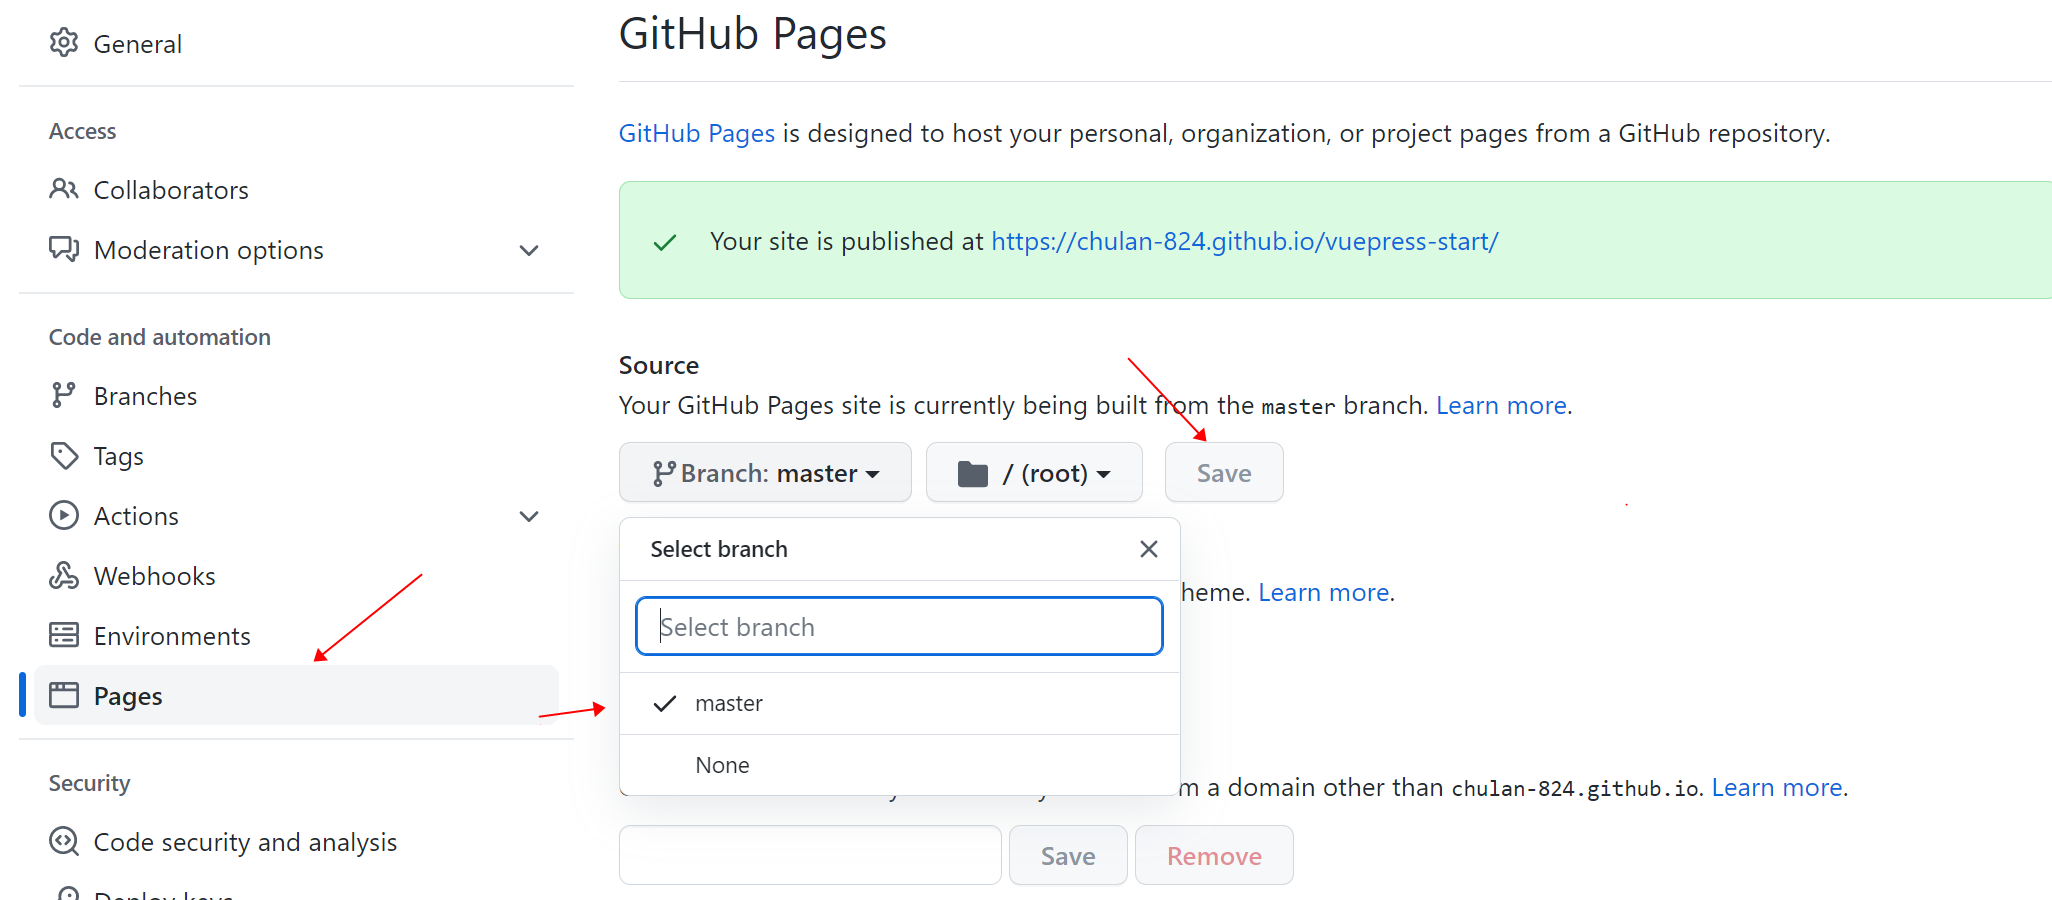 General
Access
Collaborators
Moderation options
Code and automation
Branches
Tags
Actions
Webhooks
Environments
Pages
Security
Code security and analysis
Deploy keys
GitHub Pages
GitHub Pages is designed to host your personal, organization, or project pages from a GitHub repository.
Your site is published at https://chulan-824.github.io/vuepress-start/
Source
Your GitHub Pages site is currently being built from the master branch. Learn more.
Branch: master
/ (root)
Save
Select branch
Select branch
master
None
heme. Learn more.
m a domain other than chulan-824.github.io. Learn more.
Save
Remove